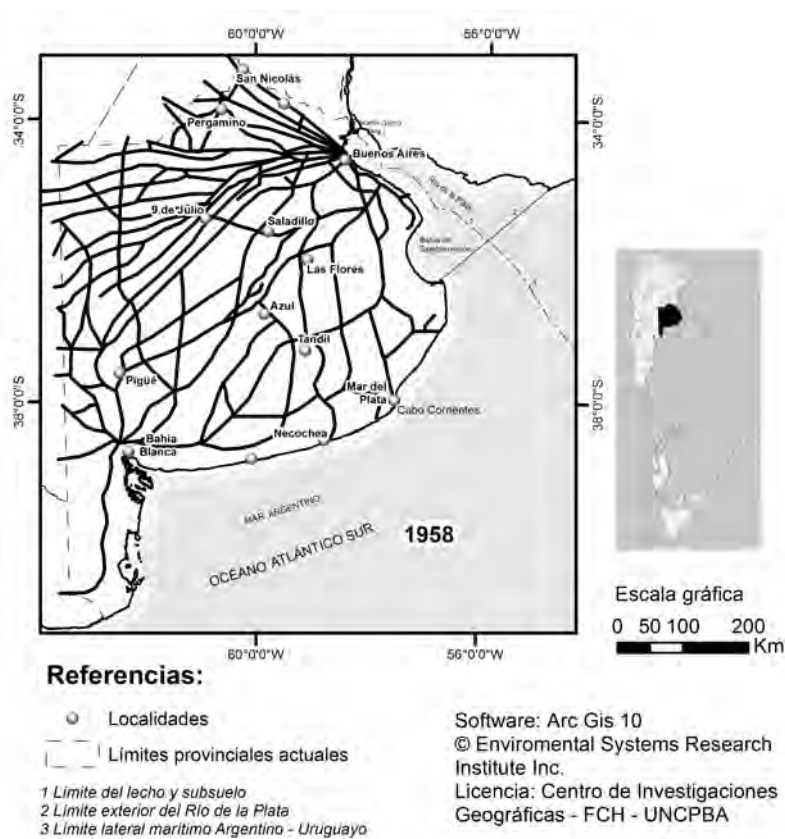 60°0'0"W 56°0'0"W
34°0'0"S
34°0'0"S
38°0'0"S
38°0'0"S
San Nicolás
Pergamino
Buenos Aires
Río de la Plata
9 de Julio
Saladillo
Bahía de
Samborombón
Las Flores
Azul
Tandil
Pigüé
Mar del
Plata
Cabo Corrientes
Necochea
Bahía
Blanca
MAR ARGENTINO
OCÉANO ATLÁNTICO SUR
1958
1
2
60°0'0"W 56°0'0"W
Escala gráfica
0 50 100 200
Km
Referencias:
Localidades
Límites provinciales actuales
1 Límite del lecho y subsuelo
2 Límite exterior del Río de la Plata
3 Límite lateral marítimo Argentino - Uruguayo
Software: Arc Gis 10
© Enviromental Systems Research
Institute Inc.
Licencia: Centro de Investigaciones
Geográficas - FCH - UNCPBA